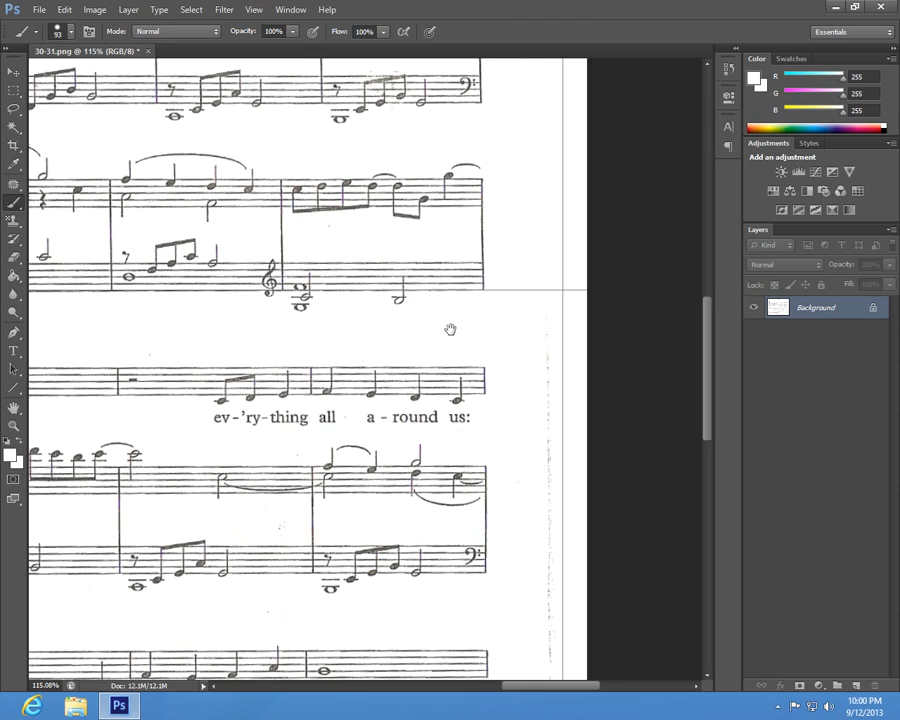 Ps File Edit Image Layer Type Select Filter View Window Help
93 Mode: Normal Opacity: 100% Flow: 100% Essentials
30-31.png @ 115% (RGB/8) * ×
Color Swatches
R 255
G 255
B 255
Adjustments Styles
Add an adjustment
Layers
Kind
Normal Opacity: 100%
Lock: Fill: 100%
Background
ev-'ry-thing all a-round us:
115.08% Doc: 12.1M/12.1M
10:00 PM
9/12/2013